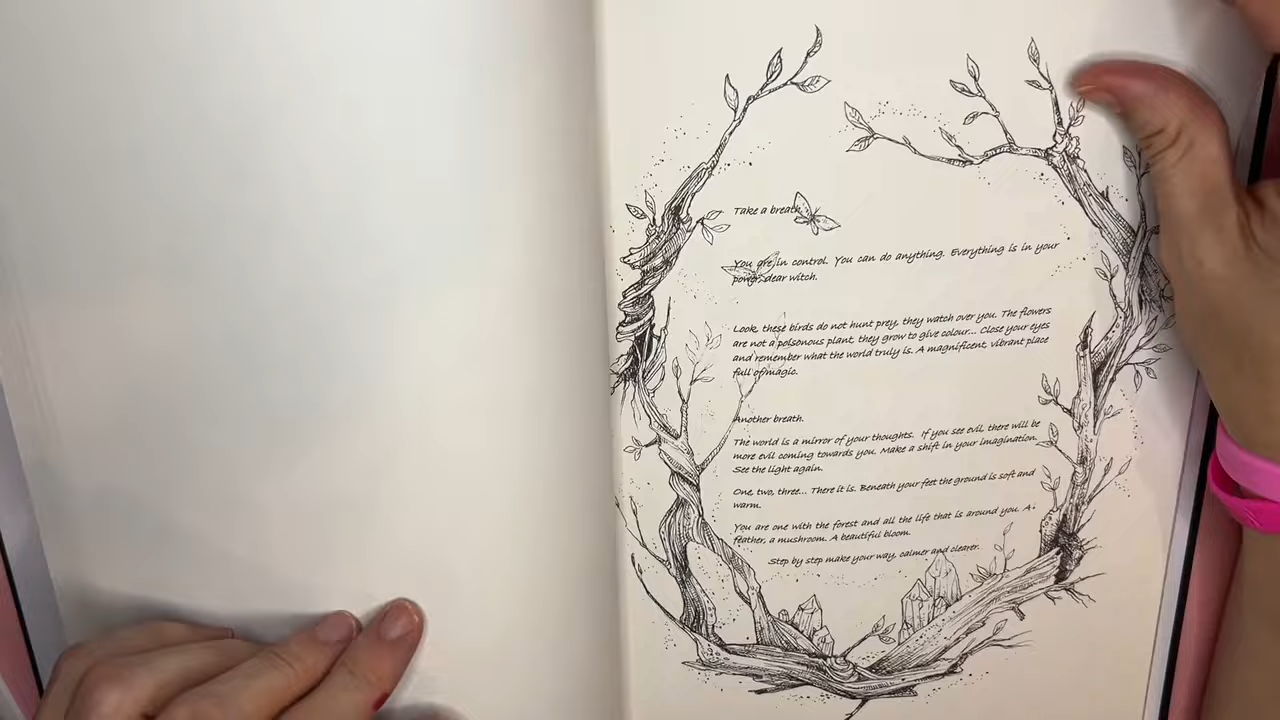 Take a breath.
You are in control. You can do anything. Everything is in your
power, dear witch.
Look, these birds do not hunt prey, they watch over you. The flowers
are not a poisonous plant, they grow to give colour... Close your eyes
and remember what the world truly is. A magnificent, vibrant place
full of magic.
Another breath.
The world is a mirror of your thoughts. If you see evil, there will be
more evil coming towards you. Make a shift in your imagination.
See the light again.
One, two, three... There it is. Beneath your feet the ground is soft and
warm.
You are one with the forest and all the life that is around you. A
feather, a mushroom. A beautiful bloom.
Step by step make your way, calmer and clearer.